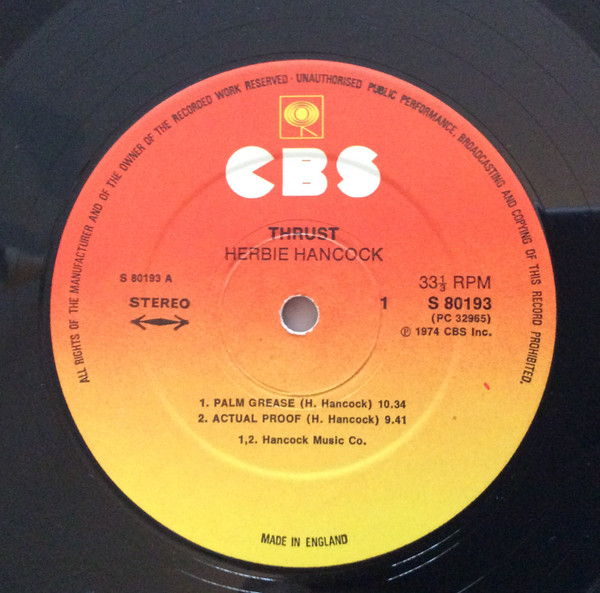 ALL RIGHTS OF THE MANUFACTURER AND OF THE OWNER OF THE RECORDED WORK RESERVED · UNAUTHORISED PUBLIC PERFORMANCE, BROADCASTING AND COPYING OF THIS RECORD PROHIBITED.
CBS
THRUST
HERBIE HANCOCK
S 80193 A
33⅓ RPM
STEREO
1
S 80193
(PC 32965)
℗ 1974 CBS Inc.
1. PALM GREASE (H. Hancock) 10.34
2. ACTUAL PROOF (H. Hancock) 9.41
1,2. Hancock Music Co.
MADE IN ENGLAND